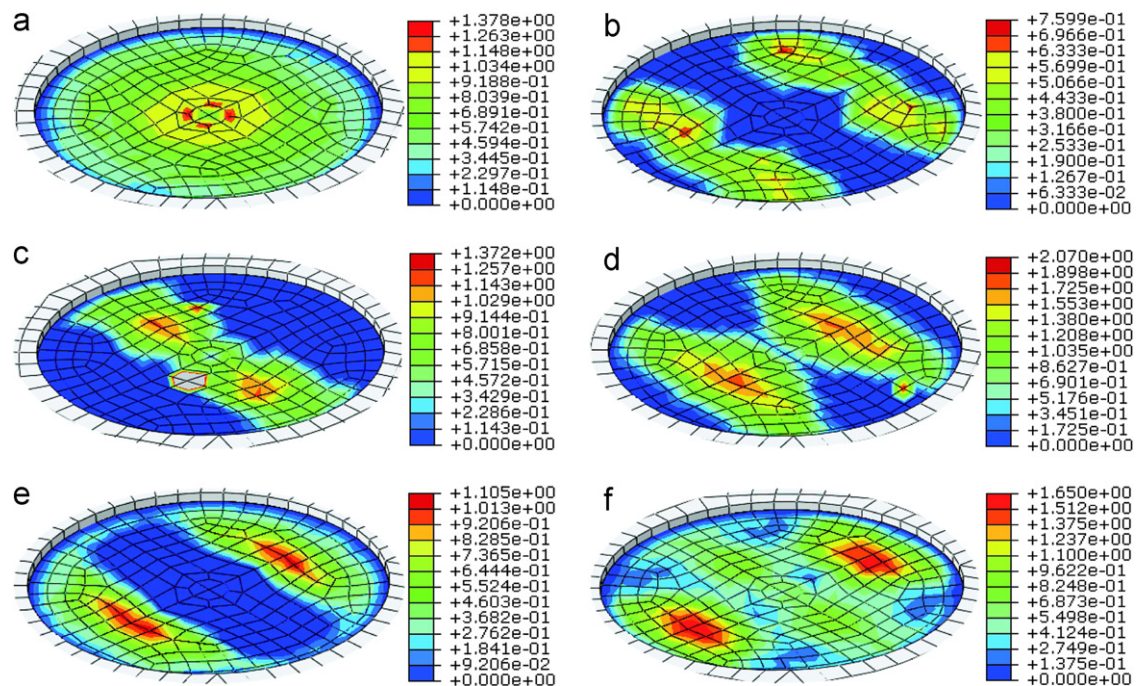 a
+1.378e+00
+1.263e+00
+1.148e+00
+1.034e+00
+9.188e-01
+8.039e-01
+6.891e-01
+5.742e-01
+4.594e-01
+3.445e-01
+2.297e-01
+1.148e-01
+0.000e+00
b
+7.599e-01
+6.966e-01
+6.333e-01
+5.699e-01
+5.066e-01
+4.433e-01
+3.800e-01
+3.166e-01
+2.533e-01
+1.900e-01
+1.267e-01
+6.333e-02
+0.000e+00
c
+1.372e+00
+1.257e+00
+1.143e+00
+1.029e+00
+9.144e-01
+8.001e-01
+6.858e-01
+5.715e-01
+4.572e-01
+3.429e-01
+2.286e-01
+1.143e-01
+0.000e+00
d
+2.070e+00
+1.898e+00
+1.725e+00
+1.553e+00
+1.380e+00
+1.208e+00
+1.035e+00
+8.627e-01
+6.901e-01
+5.176e-01
+3.451e-01
+1.725e-01
+0.000e+00
e
+1.105e+00
+1.013e+00
+9.206e-01
+8.285e-01
+7.365e-01
+6.444e-01
+5.524e-01
+4.603e-01
+3.682e-01
+2.762e-01
+1.841e-01
+9.206e-02
+0.000e+00
f
+1.650e+00
+1.512e+00
+1.375e+00
+1.237e+00
+1.100e+00
+9.622e-01
+8.248e-01
+6.873e-01
+5.498e-01
+4.124e-01
+2.749e-01
+1.375e-01
+0.000e+00